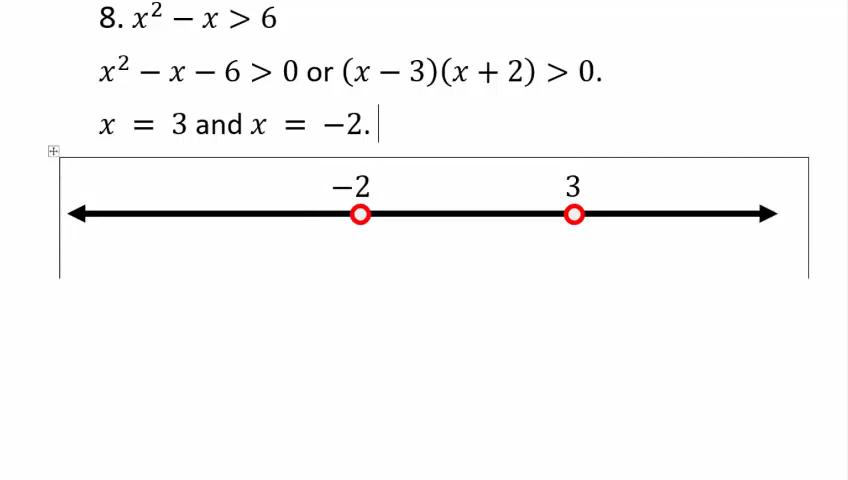 8. x² − x > 6
x² − x − 6 > 0 or (x − 3)(x + 2) > 0.
x = 3 and x = −2.
−2 3